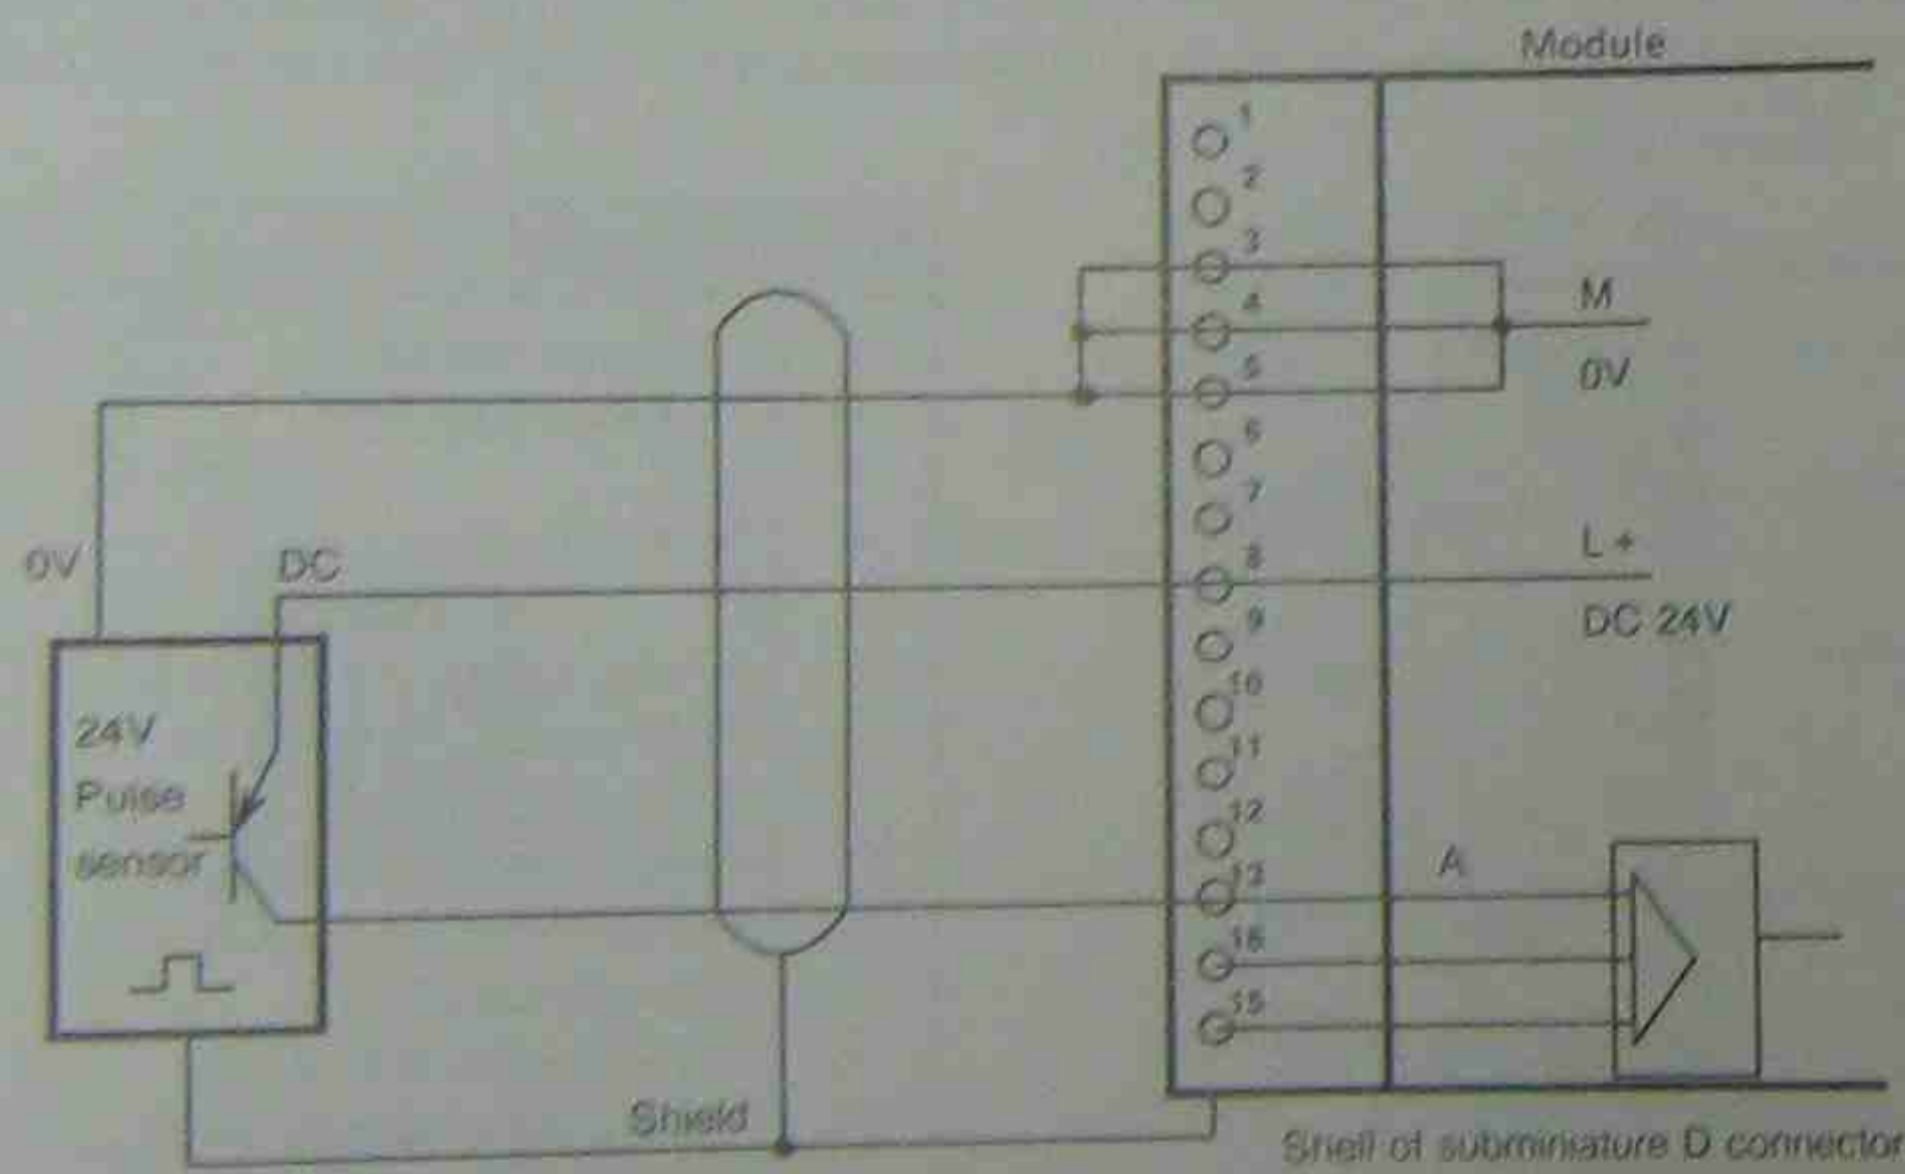 Module
1
2
3
4
5
6
7
8
9
10
11
12
13
16
15
M
0V
L+
DC 24V
A
0V
DC
24V
Pulse
sensor
Shield
Shell of subminiature D connector